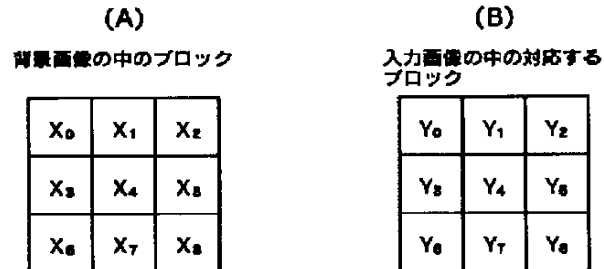 (A)
背景画像の中のブロック
X₀ X₁ X₂
X₃ X₄ X₅
X₆ X₇ X₈
(B)
入力画像の中の対応する
ブロック
Y₀ Y₁ Y₂
Y₃ Y₄ Y₅
Y₆ Y₇ Y₈